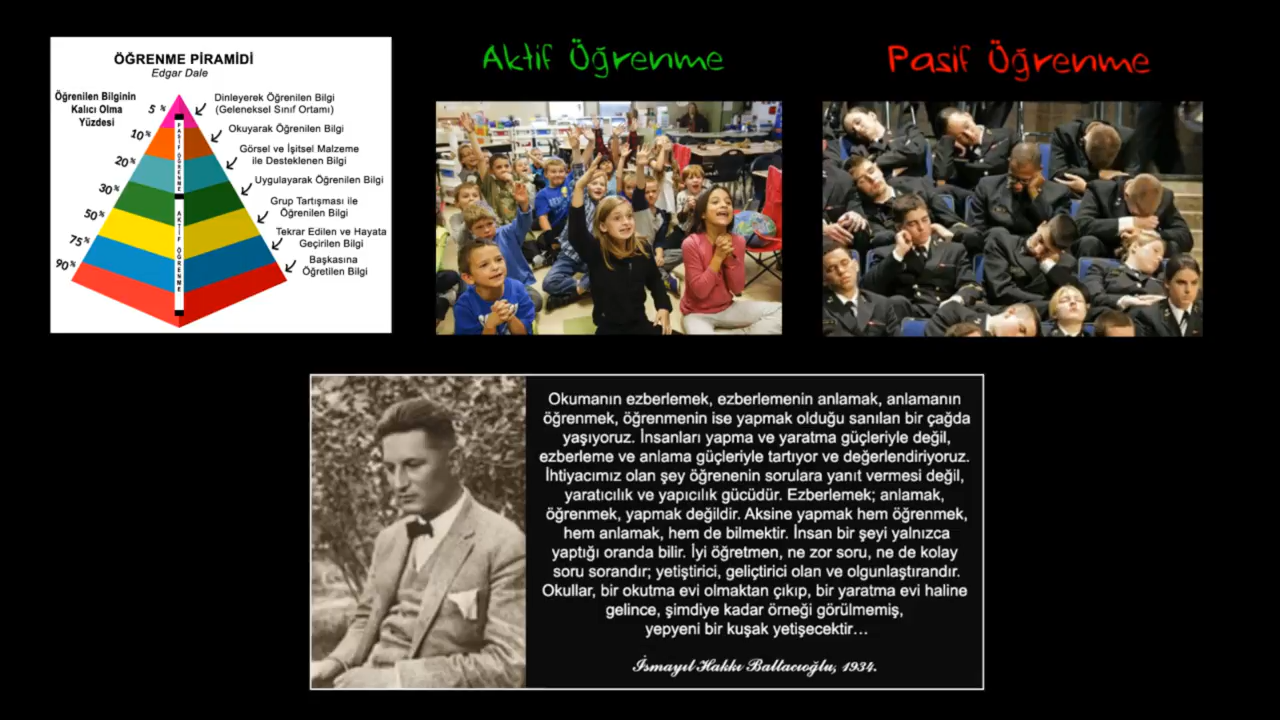 ÖĞRENME PİRAMİDİ
Edgar Dale
Öğrenilen Bilginin
Kalıcı Olma
Yüzdesi
5 %
10%
20%
30%
50%
75%
90%
PASİF ÖĞRENME
AKTİF ÖĞRENME
Dinleyerek Öğrenilen Bilgi
(Geleneksel Sınıf Ortamı)
Okuyarak Öğrenilen Bilgi
Görsel ve İşitsel Malzeme
ile Desteklenen Bilgi
Uygulayarak Öğrenilen Bilgi
Grup Tartışması ile
Öğrenilen Bilgi
Tekrar Edilen ve Hayata
Geçirilen Bilgi
Başkasına
Öğretilen Bilgi
Aktif Öğrenme
Pasif Öğrenme
Okumanın ezberlemek, ezberlemenin anlamak, anlamanın
öğrenmek, öğrenmenin ise yapmak olduğu sanılan bir çağda
yaşıyoruz. İnsanları yapma ve yaratma güçleriyle değil,
ezberleme ve anlama güçleriyle tartıyor ve değerlendiriyoruz.
İhtiyacımız olan şey öğrenenin sorulara yanıt vermesi değil,
yaratıcılık ve yapıcılık gücüdür. Ezberlemek; anlamak,
öğrenmek, yapmak değildir. Aksine yapmak hem öğrenmek,
hem anlamak, hem de bilmektir. İnsan bir şeyi yalnızca
yaptığı oranda bilir. İyi öğretmen, ne zor soru, ne de kolay
soru sorandır; yetiştirici, geliçtirici olan ve olgunlaştırandır.
Okullar, bir okutma evi olmaktan çıkıp, bir yaratma evi haline
gelince, şimdiye kadar örneği görülmemiş,
yepyeni bir kuşak yetişecektir...
İsmayıl Hakkı Baltacıoğlu, 1934.